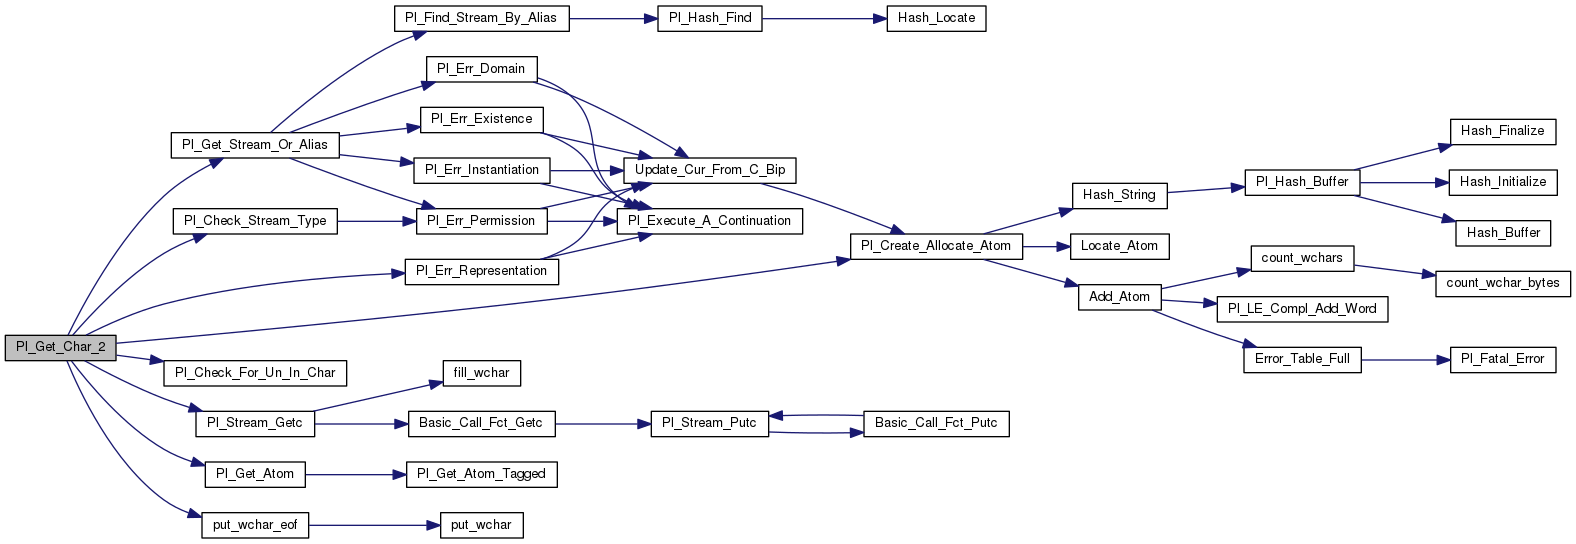 Pl_Find_Stream_By_Alias
Pl_Hash_Find
Hash_Locate
Pl_Err_Domain
Pl_Err_Existence
Hash_Finalize
Pl_Get_Stream_Or_Alias
Pl_Err_Instantiation
Update_Cur_From_C_Bip
Pl_Hash_Buffer
Hash_Initialize
Hash_String
Pl_Check_Stream_Type
Pl_Err_Permission
Pl_Execute_A_Continuation
Hash_Buffer
Pl_Create_Allocate_Atom
Locate_Atom
count_wchars
Pl_Err_Representation
count_wchar_bytes
Add_Atom
Pl_LE_Compl_Add_Word
Pl_Get_Char_2
Error_Table_Full
Pl_Fatal_Error
Pl_Check_For_Un_In_Char
fill_wchar
Pl_Stream_Getc
Basic_Call_Fct_Getc
Pl_Stream_Putc
Basic_Call_Fct_Putc
Pl_Get_Atom
Pl_Get_Atom_Tagged
put_wchar_eof
put_wchar